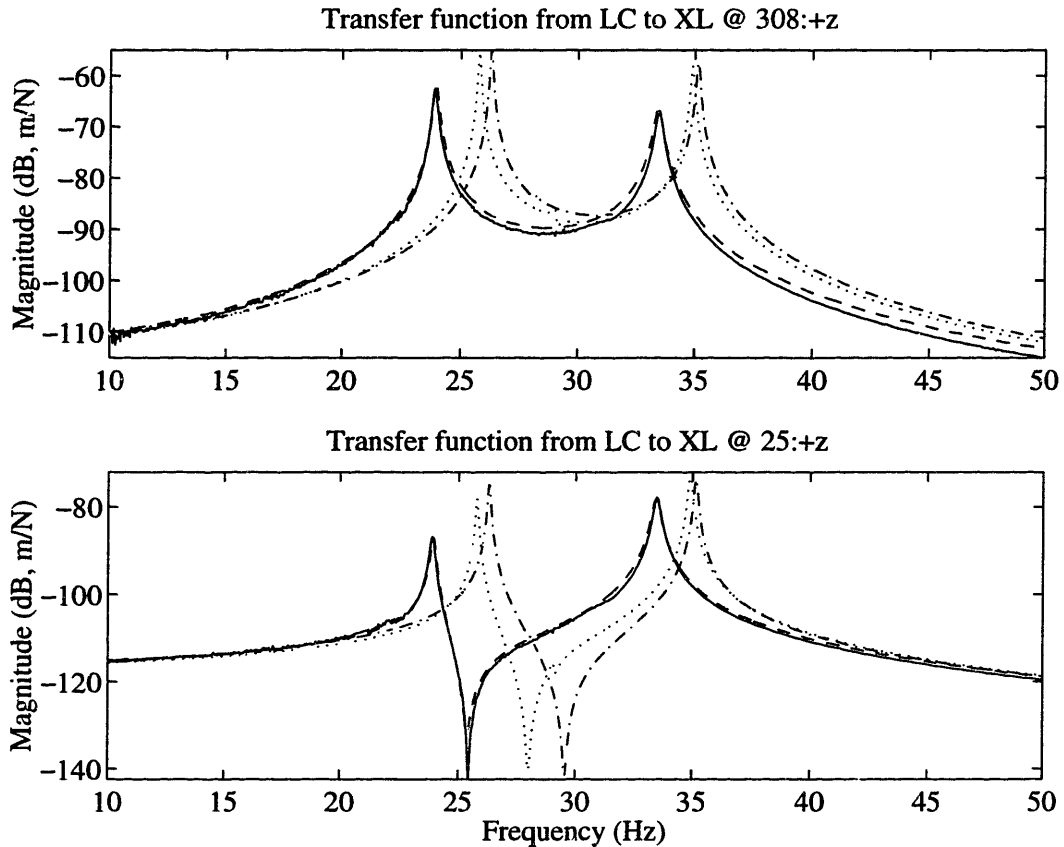 Transfer function from LC to XL @ 308:+z
Magnitude (dB, m/N)
−60
−70
−80
−90
−100
−110
10 15 20 25 30 35 40 45 50
Transfer function from LC to XL @ 25:+z
Magnitude (dB, m/N)
−80
−100
−120
−140
10 15 20 25 30 35 40 45 50
Frequency (Hz)